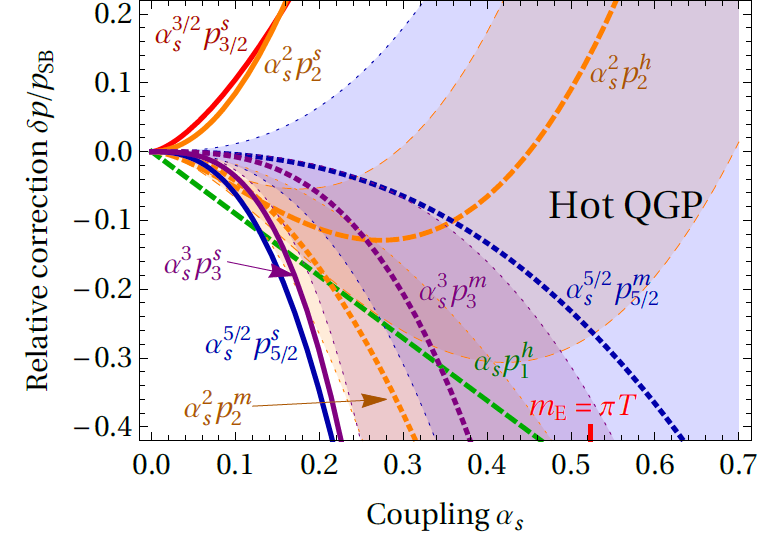 0.2
0.1
0.0
−0.1
−0.2
−0.3
−0.4
Relative correction δp/p_SB
α_s^{3/2} p_{3/2}^s
α_s^2 p_2^s
α_s^2 p_2^h
Hot QGP
α_s^3 p_3^s
α_s^3 p_3^m
α_s^{5/2} p_{5/2}^m
α_s^{5/2} p_{5/2}^s
α_s p_1^h
α_s^2 p_2^m
m_E = πT
0.0 0.1 0.2 0.3 0.4 0.5 0.6 0.7
Coupling α_s